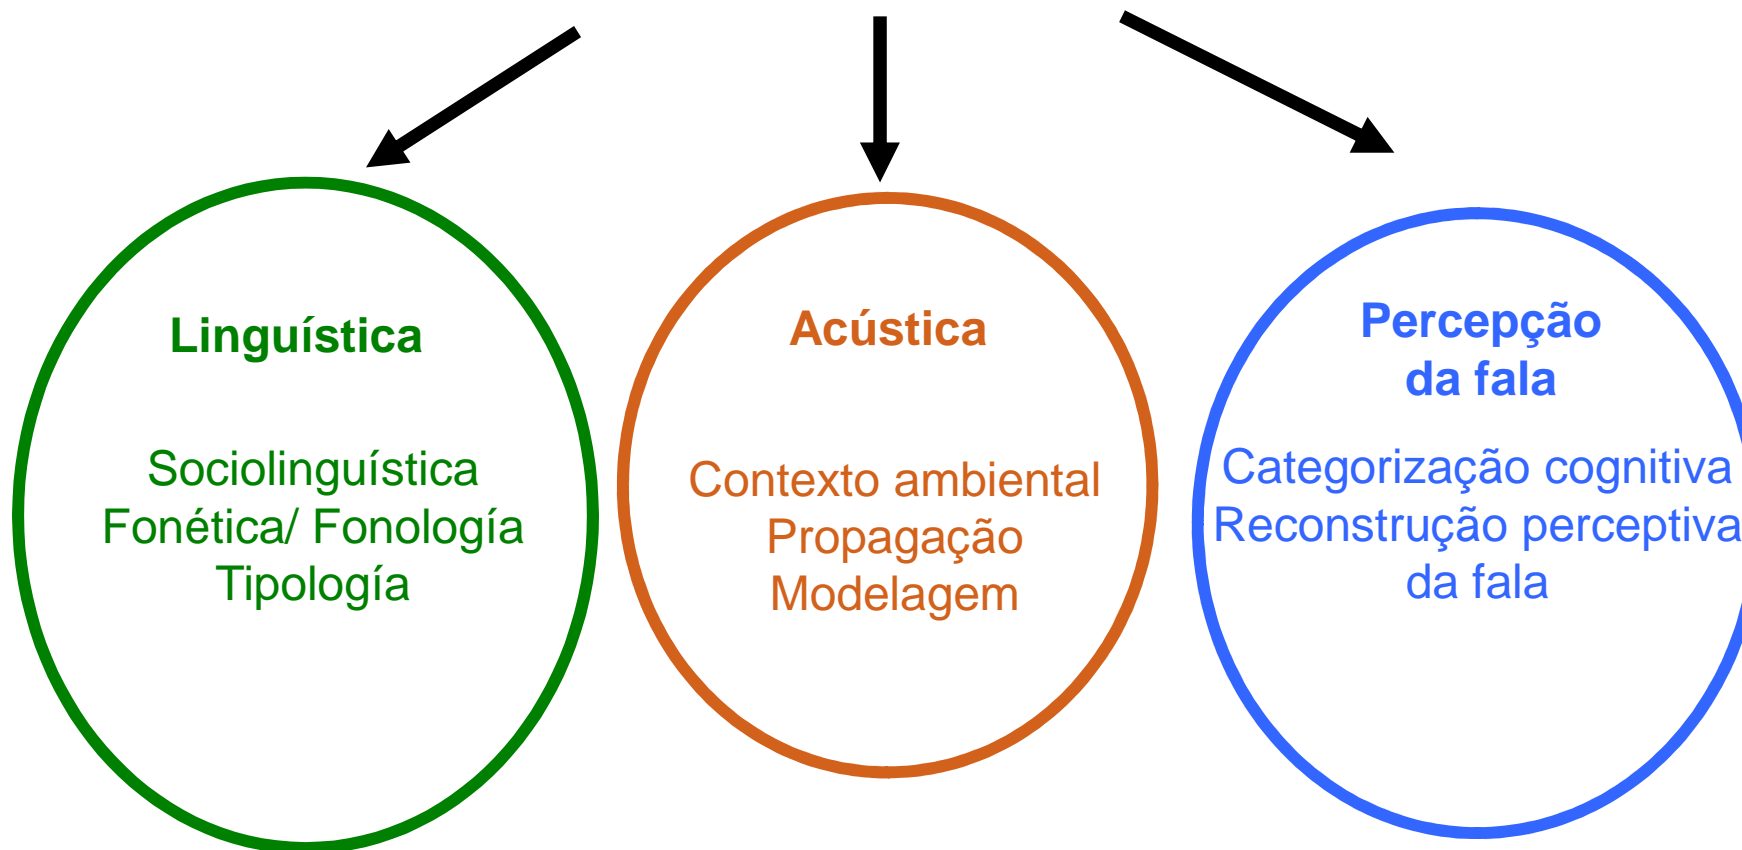 Linguística
Sociolinguística
Fonética/ Fonología
Tipología
Acústica
Contexto ambiental
Propagação
Modelagem
Percepção
da fala
Categorização cognitiva
Reconstrução perceptiva
da fala